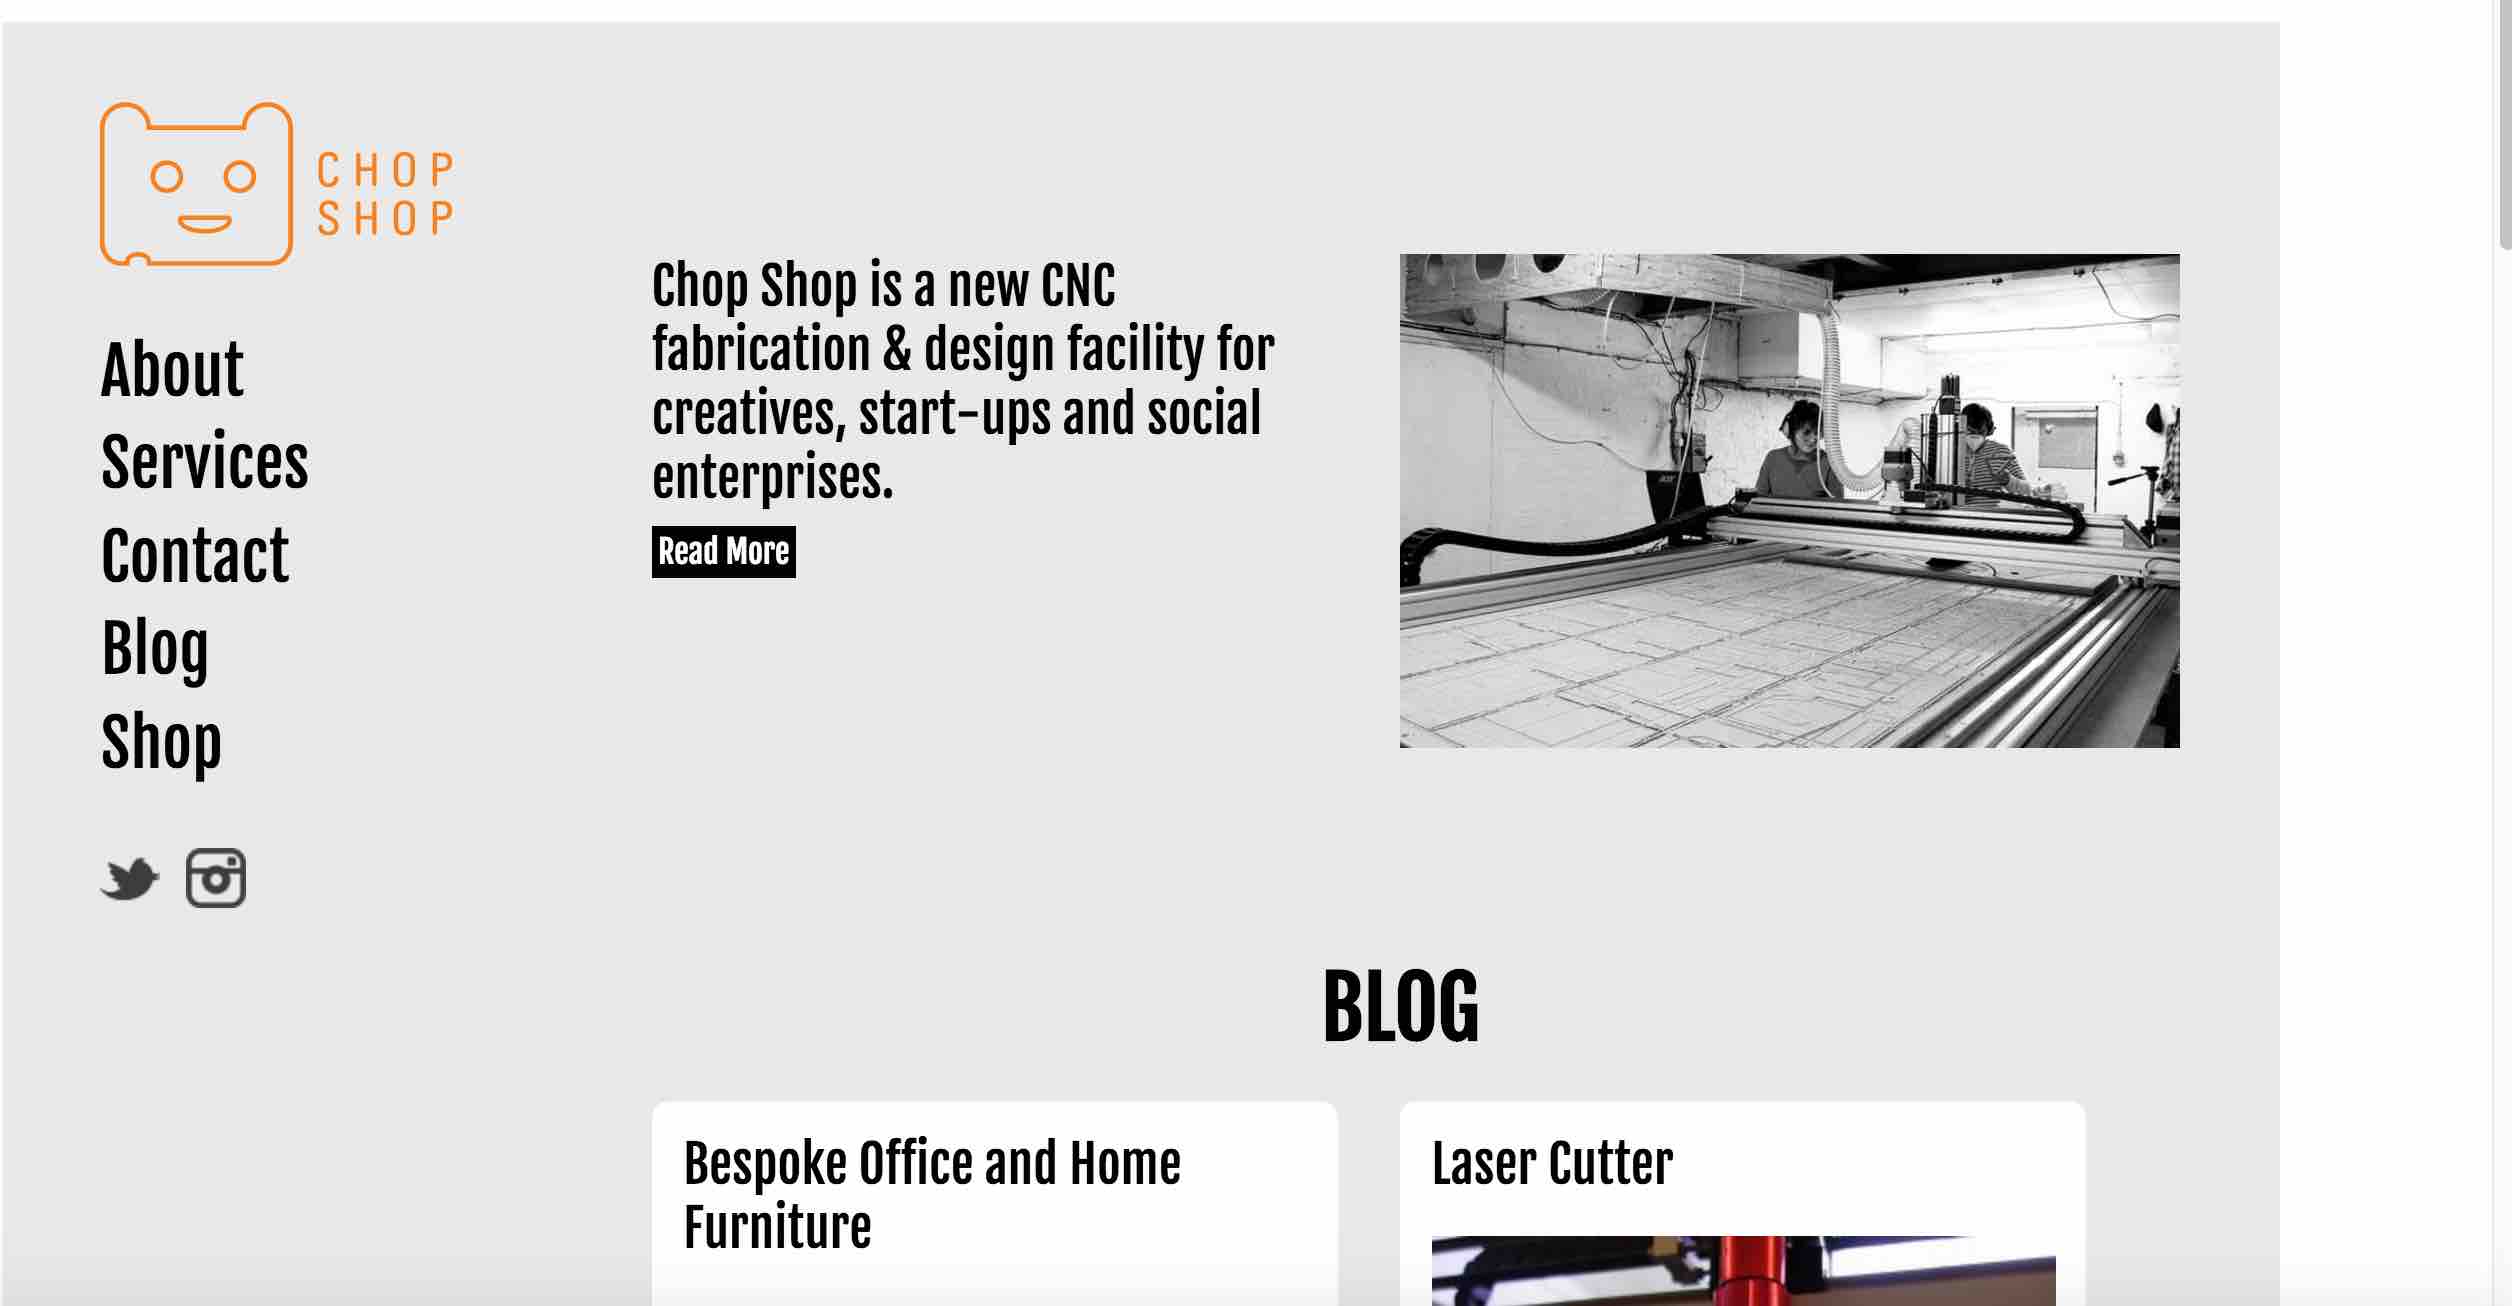 CHOP
SHOP
About
Services
Contact
Blog
Shop
Chop Shop is a new CNC
fabrication & design facility for
creatives, start-ups and social
enterprises.
Read More
BLOG
Bespoke Office and Home
Furniture
Laser Cutter